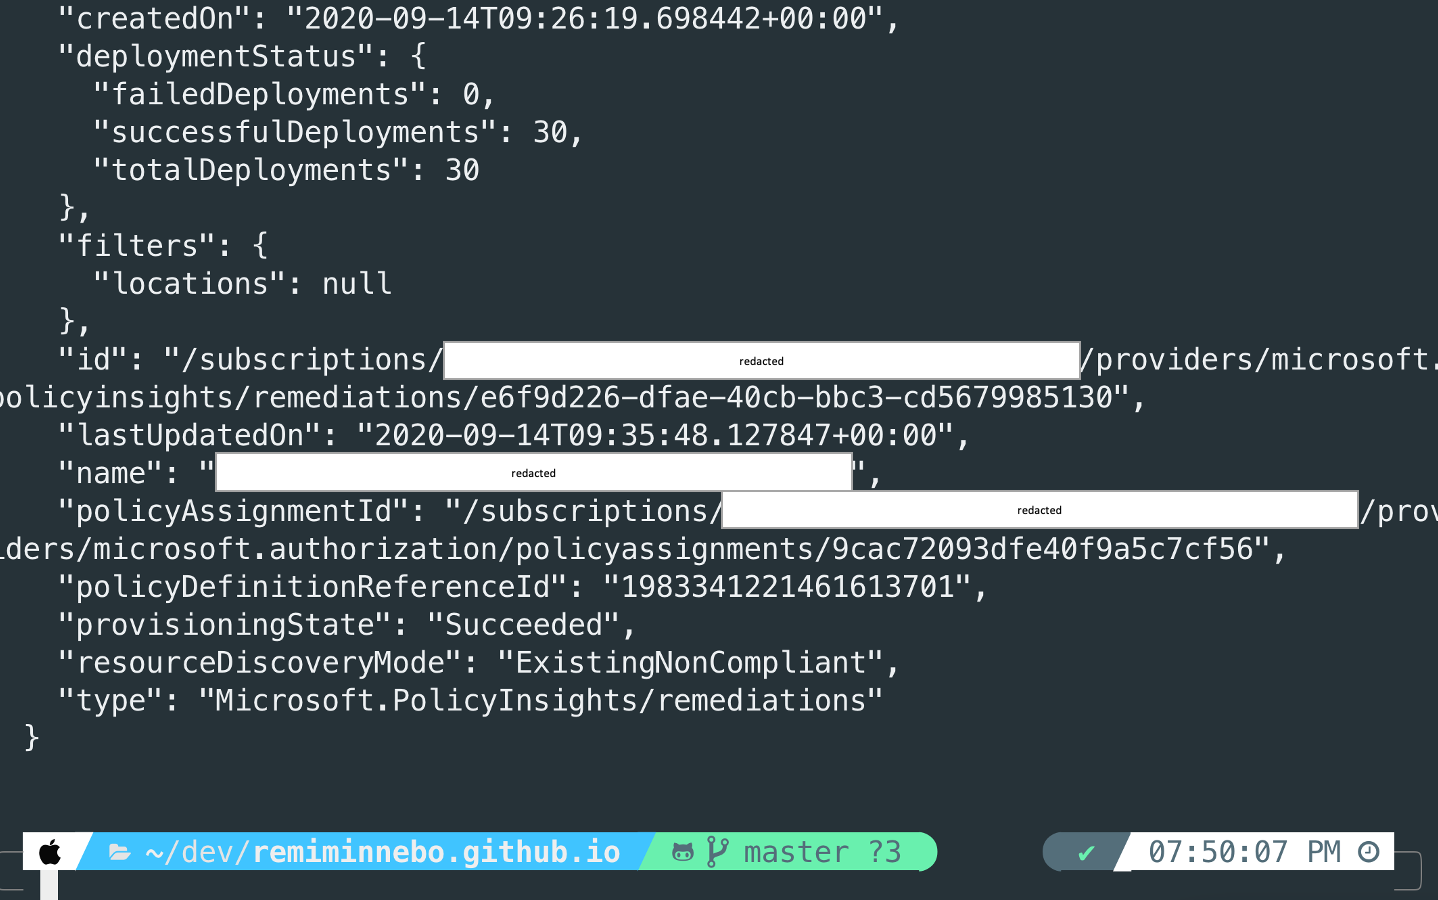 "createdOn": "2020-09-14T09:26:19.698442+00:00",
"deploymentStatus": {
"failedDeployments": 0,
"successfulDeployments": 30,
"totalDeployments": 30
},
"filters": {
"locations": null
},
"id": "/subscriptions/ redacted /providers/microsoft.
policyinsights/remediations/e6f9d226-dfae-40cb-bbc3-cd5679985130",
"lastUpdatedOn": "2020-09-14T09:35:48.127847+00:00",
"name": " redacted ",
"policyAssignmentId": "/subscriptions/ redacted /prov
iders/microsoft.authorization/policyassignments/9cac72093dfe40f9a5c7cf56",
"policyDefinitionReferenceId": "1983341221461613701",
"provisioningState": "Succeeded",
"resourceDiscoveryMode": "ExistingNonCompliant",
"type": "Microsoft.PolicyInsights/remediations"
}
~/dev/remiminnebo.github.io master ?3 ✔ 07:50:07 PM